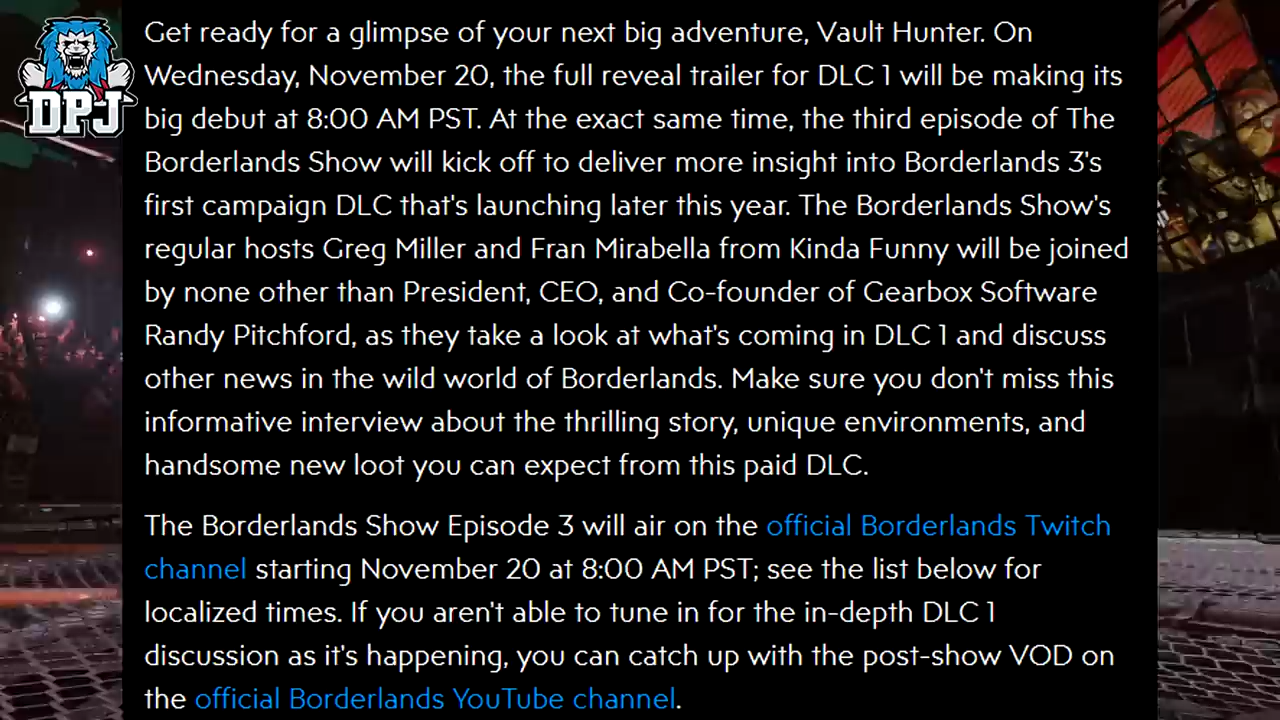 DPJ
Get ready for a glimpse of your next big adventure, Vault Hunter. On
Wednesday, November 20, the full reveal trailer for DLC 1 will be making its
big debut at 8:00 AM PST. At the exact same time, the third episode of The
Borderlands Show will kick off to deliver more insight into Borderlands 3's
first campaign DLC that's launching later this year. The Borderlands Show's
regular hosts Greg Miller and Fran Mirabella from Kinda Funny will be joined
by none other than President, CEO, and Co-founder of Gearbox Software
Randy Pitchford, as they take a look at what's coming in DLC 1 and discuss
other news in the wild world of Borderlands. Make sure you don't miss this
informative interview about the thrilling story, unique environments, and
handsome new loot you can expect from this paid DLC.
The Borderlands Show Episode 3 will air on the official Borderlands Twitch
channel starting November 20 at 8:00 AM PST; see the list below for
localized times. If you aren't able to tune in for the in-depth DLC 1
discussion as it's happening, you can catch up with the post-show VOD on
the official Borderlands YouTube channel.